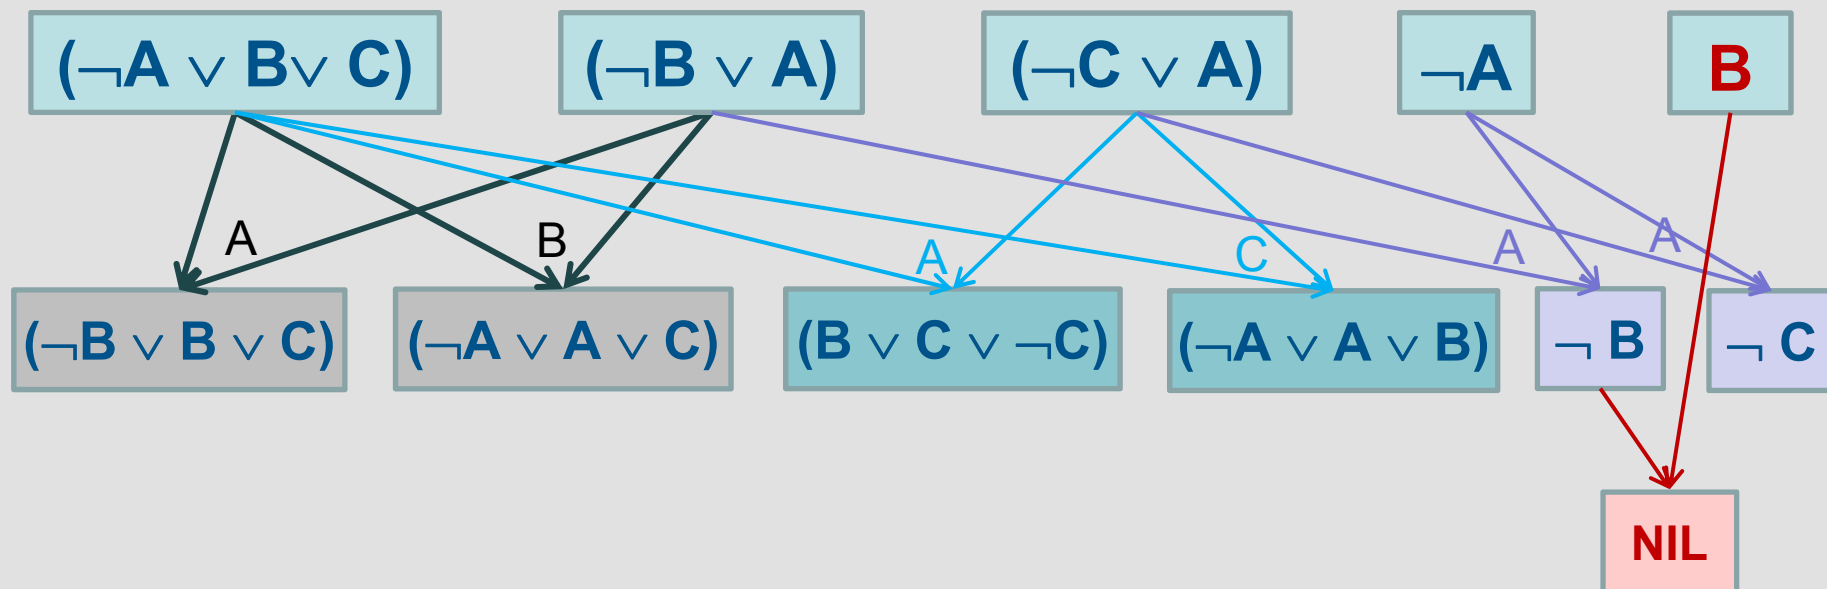 (¬A ∨ B∨ C) (¬B ∨ A) (¬C ∨ A) ¬A B
A B A C A A
(¬B ∨ B ∨ C) (¬A ∨ A ∨ C) (B ∨ C ∨ ¬C) (¬A ∨ A ∨ B) ¬ B ¬ C
NIL